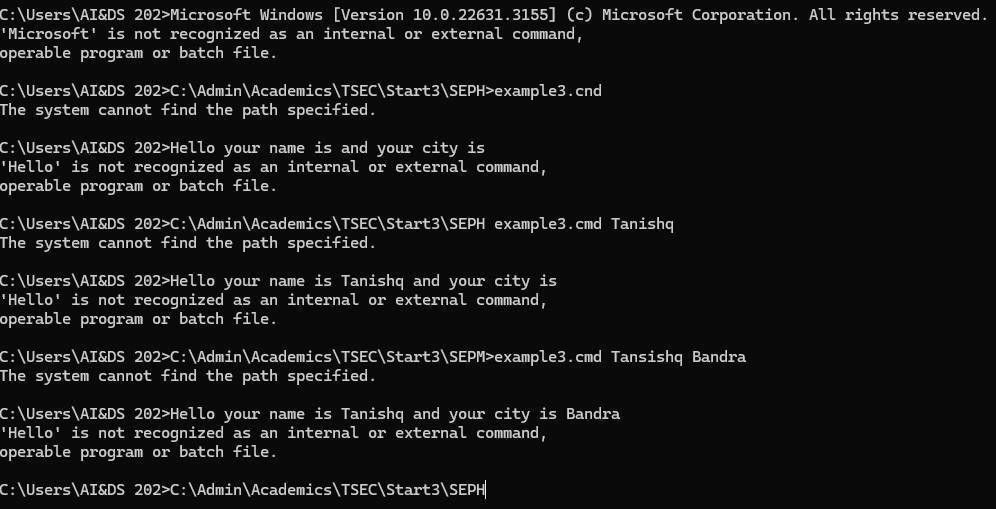 C:\Users\AI&DS 202>Microsoft Windows [Version 10.0.22631.3155] (c) Microsoft Corporation. All rights reserved.
'Microsoft' is not recognized as an internal or external command,
operable program or batch file.
C:\Users\AI&DS 202>C:\Admin\Academics\TSEC\Start3\SEPH>example3.cnd
The system cannot find the path specified.
C:\Users\AI&DS 202>Hello your name is and your city is
'Hello' is not recognized as an internal or external command,
operable program or batch file.
C:\Users\AI&DS 202>C:\Admin\Academics\TSEC\Start3\SEPH example3.cmd Tanishq
The system cannot find the path specified.
C:\Users\AI&DS 202>Hello your name is Tanishq and your city is
'Hello' is not recognized as an internal or external command,
operable program or batch file.
C:\Users\AI&DS 202>C:\Admin\Academics\TSEC\Start3\SEPM>example3.cmd Tansishq Bandra
The system cannot find the path specified.
C:\Users\AI&DS 202>Hello your name is Tanishq and your city is Bandra
'Hello' is not recognized as an internal or external command,
operable program or batch file.
C:\Users\AI&DS 202>C:\Admin\Academics\TSEC\Start3\SEPH